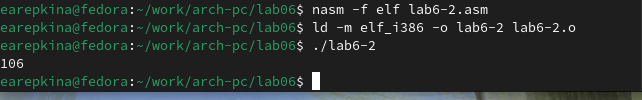 earepkina@fedora:~/work/arch-pc/lab06$ nasm -f elf lab6-2.asm
earepkina@fedora:~/work/arch-pc/lab06$ ld -m elf_i386 -o lab6-2 lab6-2.o
earepkina@fedora:~/work/arch-pc/lab06$ ./lab6-2
106
earepkina@fedora:~/work/arch-pc/lab06$